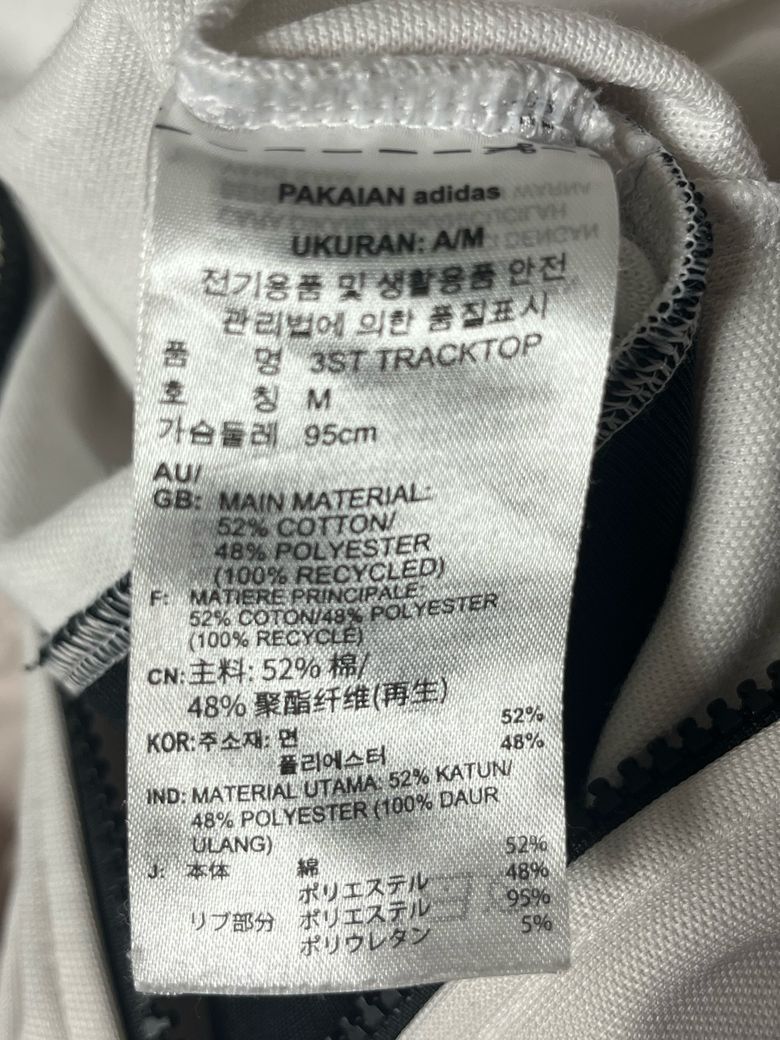 PAKAIAN adidas
UKURAN: A/M
전기용품 및 생활용품 안전
관리법에 의한 품질표시
품 명 3ST TRACKTOP
호 칭 M
가슴둘레 95cm
AU/
GB: MAIN MATERIAL:
52% COTTON/
48% POLYESTER
(100% RECYCLED)
F: MATIERE PRINCIPALE:
52% COTON/48% POLYESTER
(100% RECYCLÉ)
CN: 主料: 52% 棉/
48% 聚酯纤维(再生)
KOR: 주소재: 면 52%
폴리에스터 48%
IND: MATERIAL UTAMA: 52% KATUN/
48% POLYESTER (100% DAUR
ULANG)
J: 本体 綿 52%
ポリエステル 48%
リブ部分 ポリエステル 95%
ポリウレタン 5%